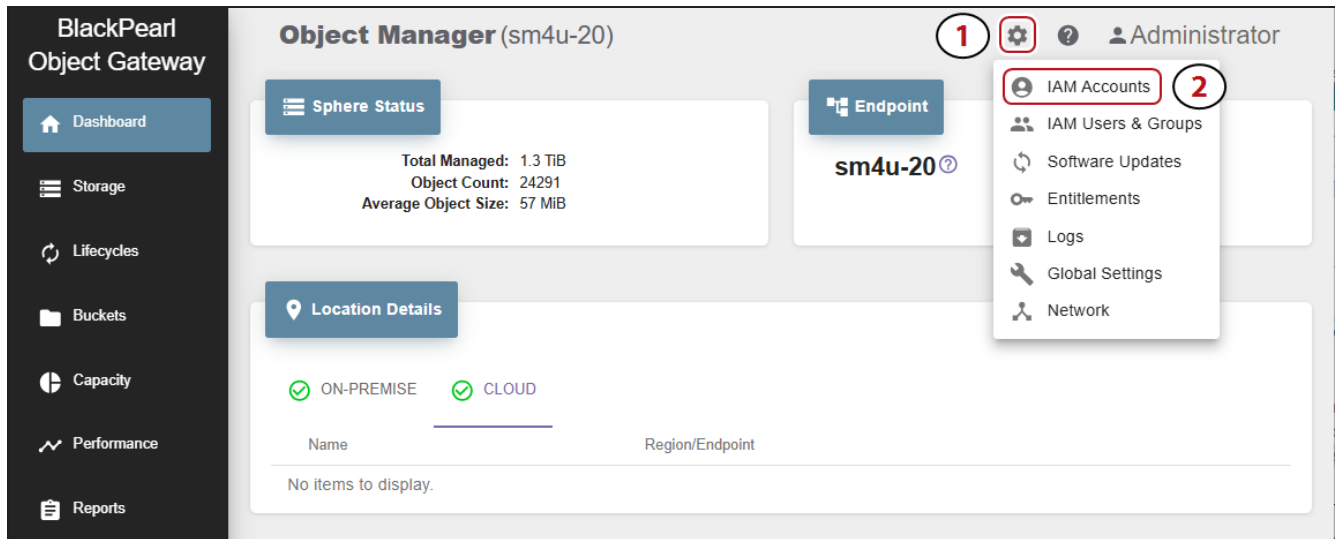 BlackPearl
Object Gateway
Dashboard
Storage
Lifecycles
Buckets
Capacity
Performance
Reports
Object Manager (sm4u-20)
1
Administrator
Sphere Status
Total Managed: 1.3 TiB
Object Count: 24291
Average Object Size: 57 MiB
Endpoint
sm4u-20
IAM Accounts 2
IAM Users & Groups
Software Updates
Entitlements
Logs
Global Settings
Network
Location Details
ON-PREMISE CLOUD
Name Region/Endpoint
No items to display.